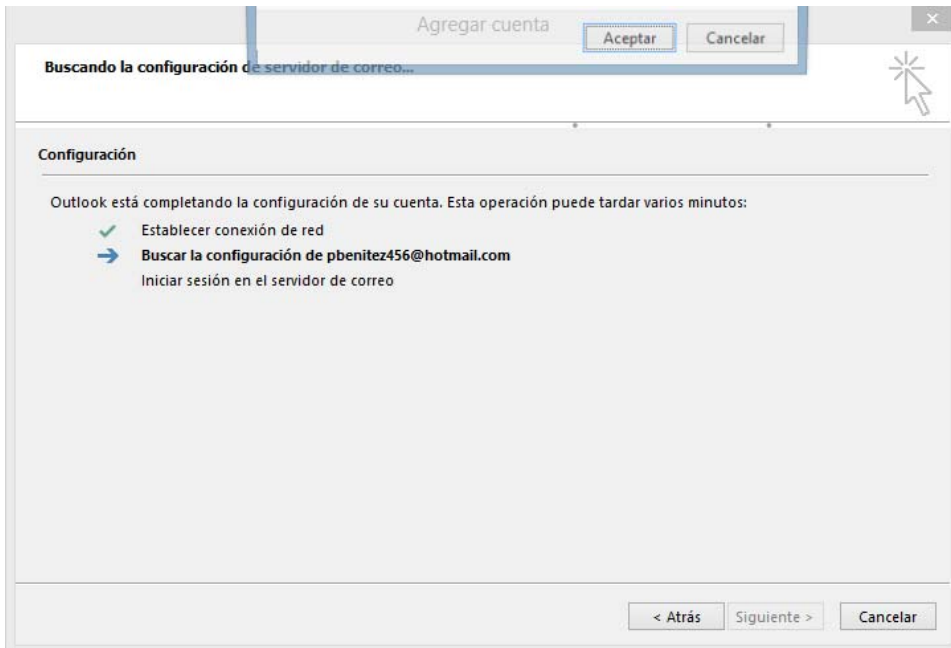 Agregar cuenta
Aceptar
Cancelar
Buscando la configuración de servidor de correo...
Configuración
Outlook está completando la configuración de su cuenta. Esta operación puede tardar varios minutos:
Establecer conexión de red
Buscar la configuración de pbenitez456@hotmail.com
Iniciar sesión en el servidor de correo
< Atrás
Siguiente >
Cancelar